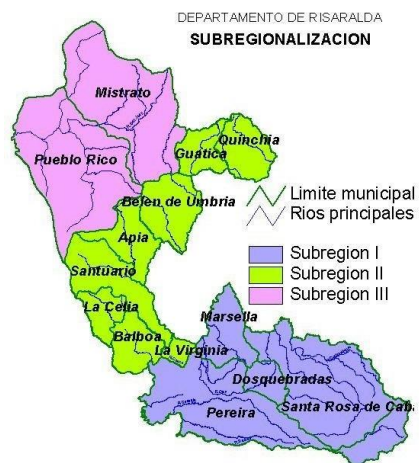 DEPARTAMENTO DE RISARALDA
SUBREGIONALIZACION
Mistrato
Quinchia
Guatica
Pueblo Rico
Belen de Umbria
Limite municipal
Rios principales
Apia
Subregion I
Santuario
Subregion II
Subregion III
La Celia
Marsella
Balboa
La Virginia
Dosquebradas
Pereira
Santa Rosa de Cab